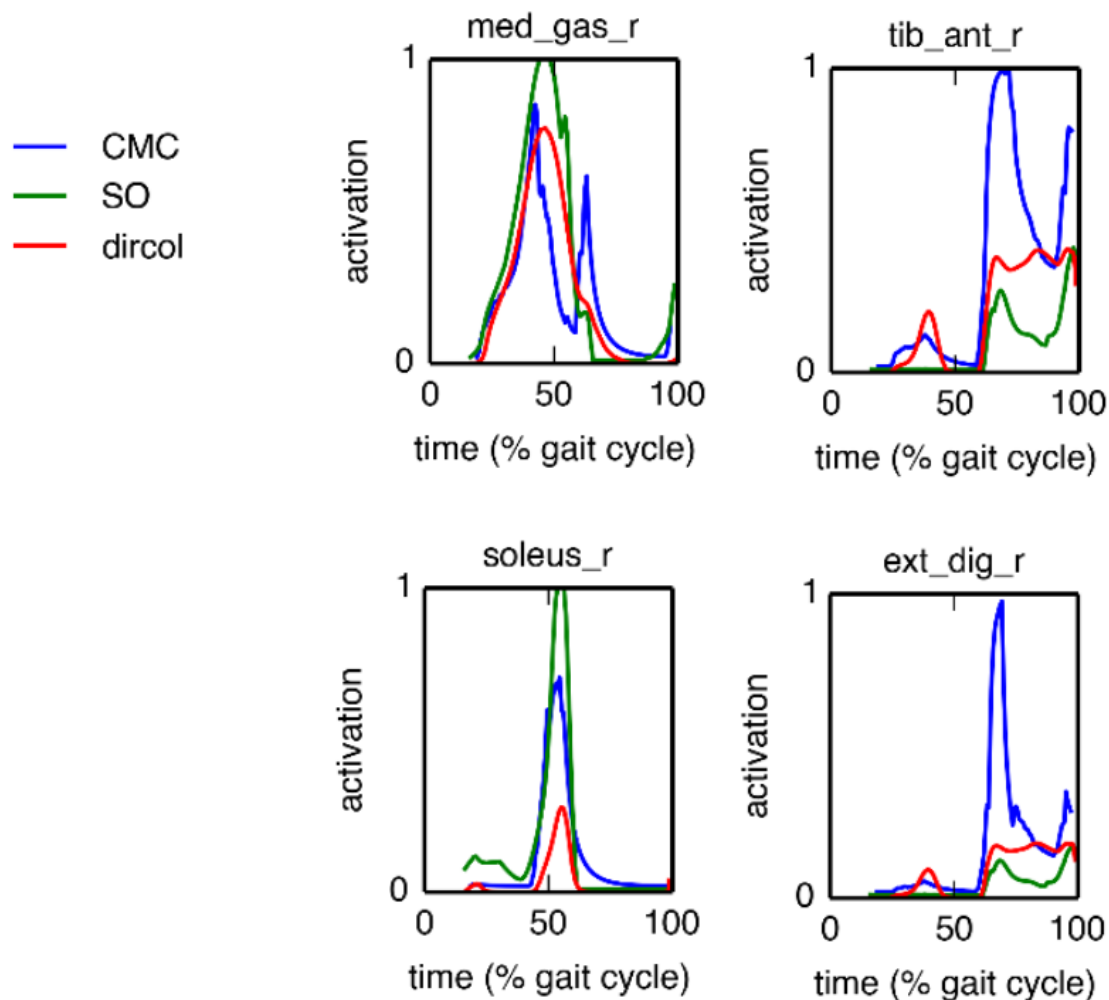 CMC
SO
dircol
med_gas_r
1
activation
0
0 50 100
time (% gait cycle)
tib_ant_r
1
activation
0
0 50 100
time (% gait cycle)
soleus_r
1
activation
0
0 50 100
time (% gait cycle)
ext_dig_r
1
activation
0
0 50 100
time (% gait cycle)